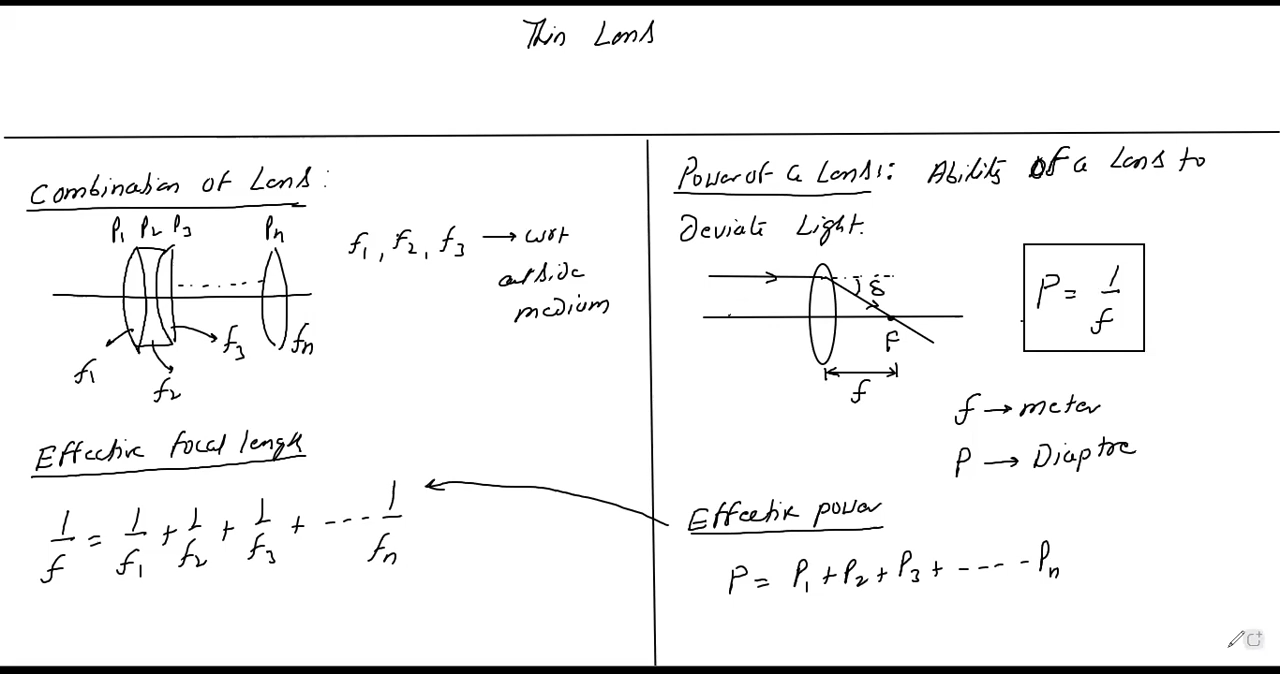 Thin Lens
Combination of Lens:
P₁ P₂ P₃ Pn
f₁ f₂ f₃ fn
f₁, f₂, f₃ → wrt
outside
medium
Effective focal length
1/f = 1/f₁ + 1/f₂ + 1/f₃ + ---- 1/fn
Power of a Lens: Ability of a Lens to
Deviate Light.
δ
F
f
P = 1/f
f → meter
P → Diaptre
Effective power
P = P₁ + P₂ + P₃ + ---- - Pn